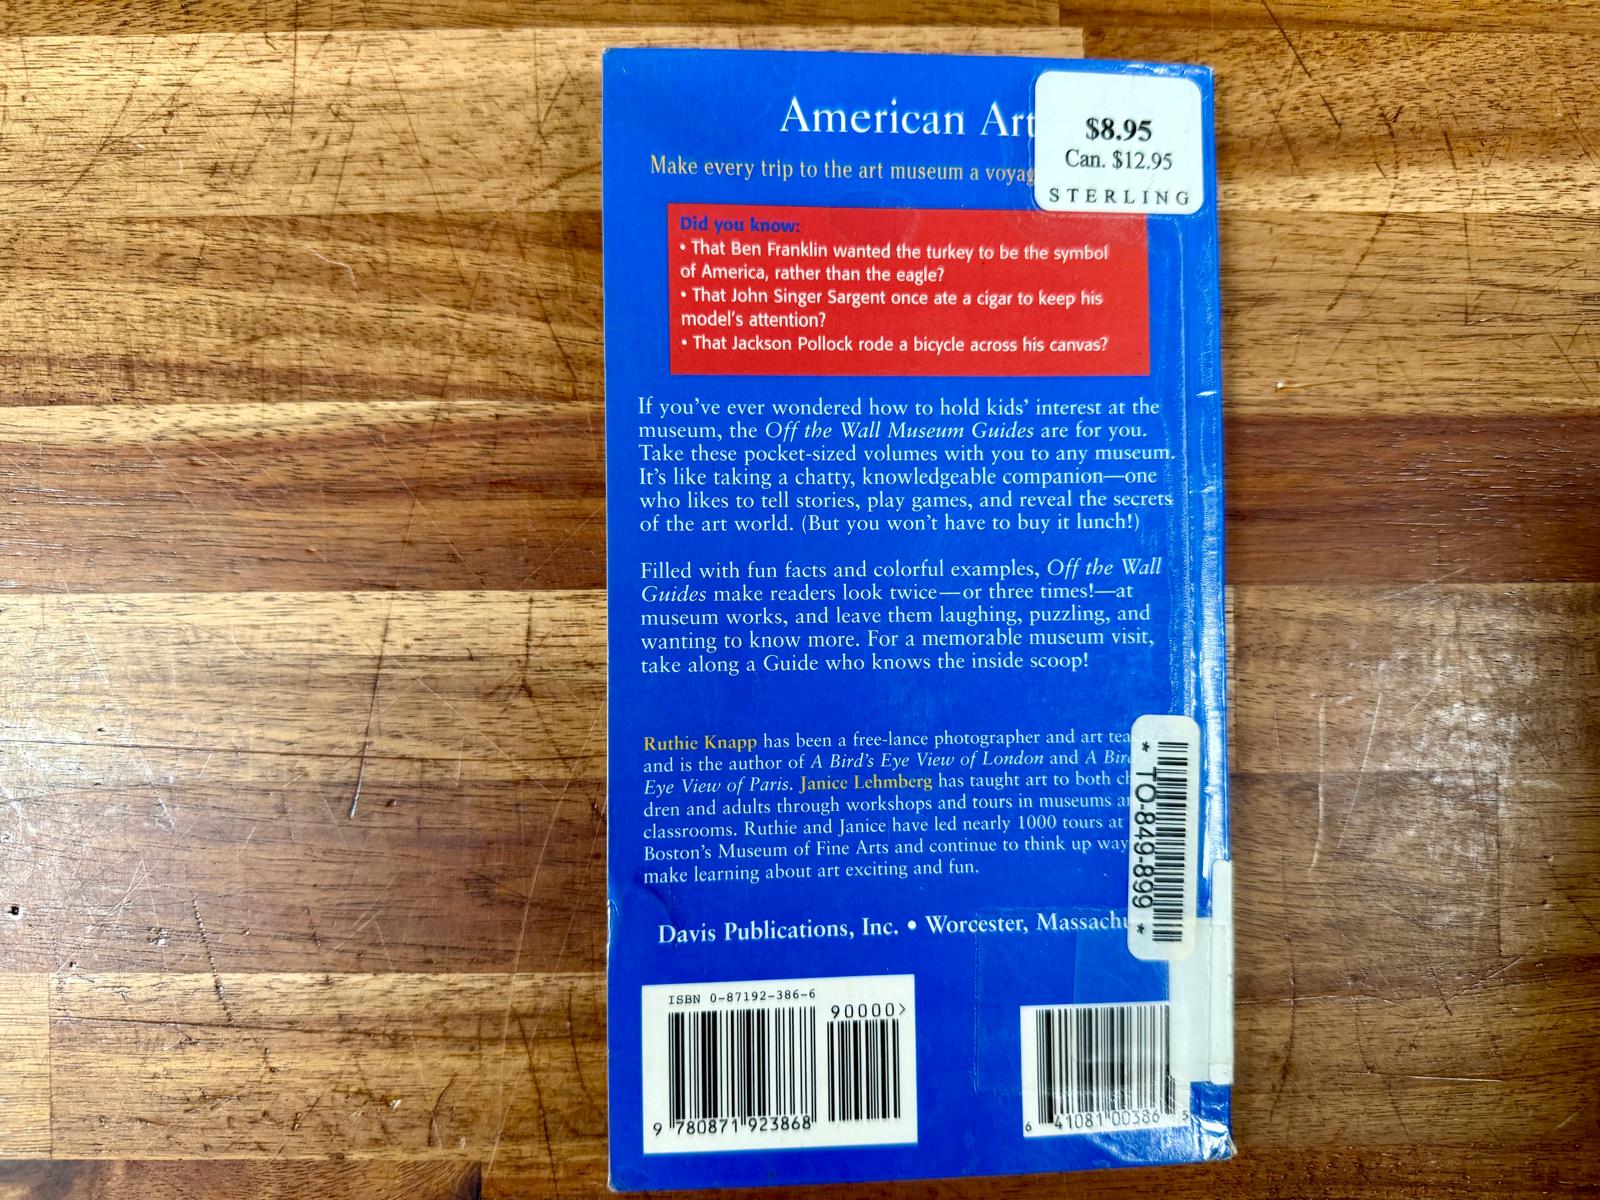 American Art
$8.95
Can. $12.95
STERLING
Make every trip to the art museum a
Did you know:
• That Ben Franklin wanted the turkey to be the symbol
of America, rather than the eagle?
• That John Singer Sargent once ate a cigar to keep his
model's attention?
• That Jackson Pollock rode a bicycle across his canvas?
If you've ever wondered how to hold kids' interest at the
museum, the Off the Wall Museum Guides are for you.
Take these pocket-sized volumes with you to any museum.
It's like taking a chatty, knowledgeable companion—one
who likes to tell stories, play games, and reveal the secrets
of the art world. (But you won't have to buy it lunch!)
Filled with fun facts and colorful examples, Off the Wall
Guides make readers look twice—or three times!—at
museum works, and leave them laughing, puzzling, and
wanting to know more. For a memorable museum visit,
take along a Guide who knows the inside scoop!
Ruthie Knapp has been a free-lance photographer and art
and is the author of A Bird's Eye View of London and A
Eye View of Paris. Janice Lehmberg has taught art to both
dren and adults through workshops and tours in museums
classrooms. Ruthie and Janice have led nearly 1000 tours at
Boston's Museum of Fine Arts and continue to think up
make learning about art exciting and fun.
* TO-849-899 *
Davis Publications, Inc. • Worcester,
ISBN 0-87192-386-6
90000>
9 780871 923868
6 41081 00386 5